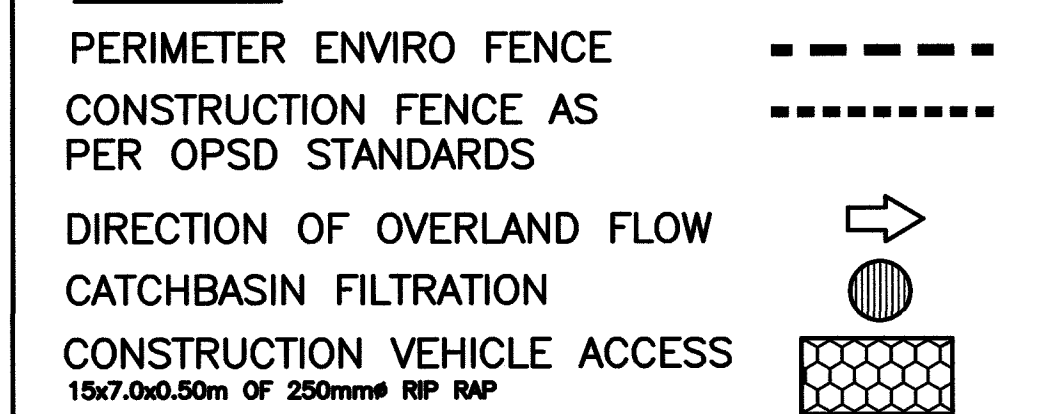 PERIMETER ENVIRO FENCE
CONSTRUCTION FENCE AS
PER OPSD STANDARDS
DIRECTION OF OVERLAND FLOW
CATCHBASIN FILTRATION
CONSTRUCTION VEHICLE ACCESS
15x7.0x0.50m OF 250mmø RIP RAP